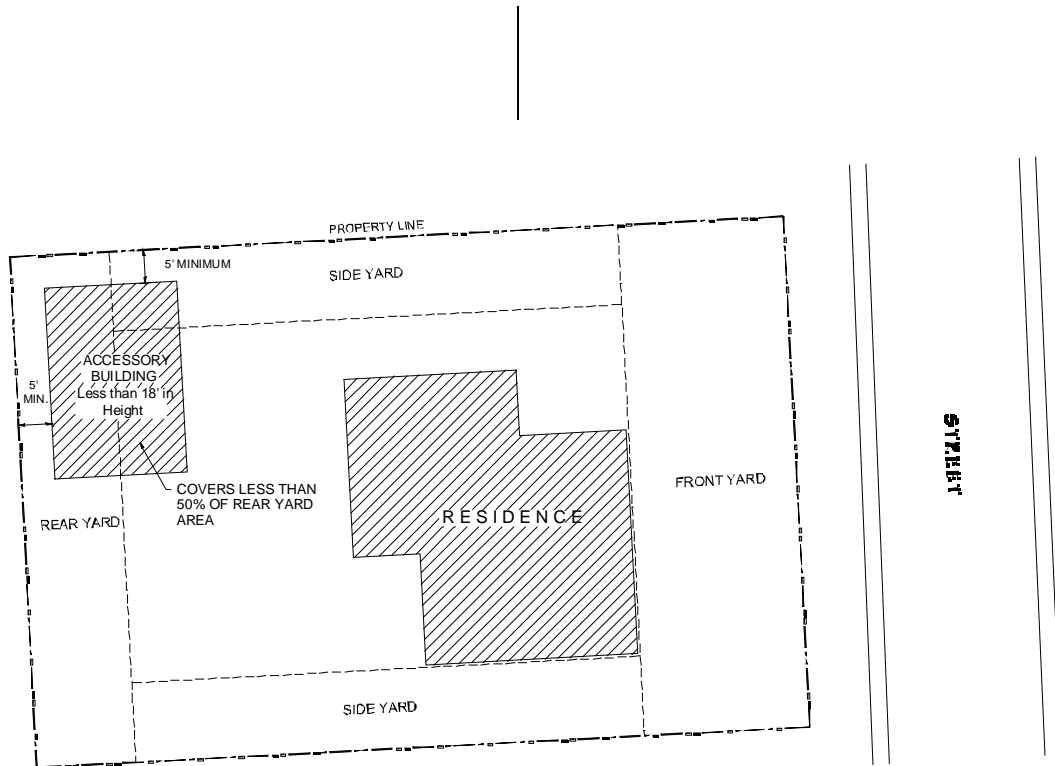 PROPERTY LINE
5' MINIMUM
SIDE YARD
ACCESSORY
BUILDING
Less than 18' in
Height
5'
MIN.
COVERS LESS THAN
50% OF REAR YARD
AREA
REAR YARD
RESIDENCE
FRONT YARD
STREET
SIDE YARD